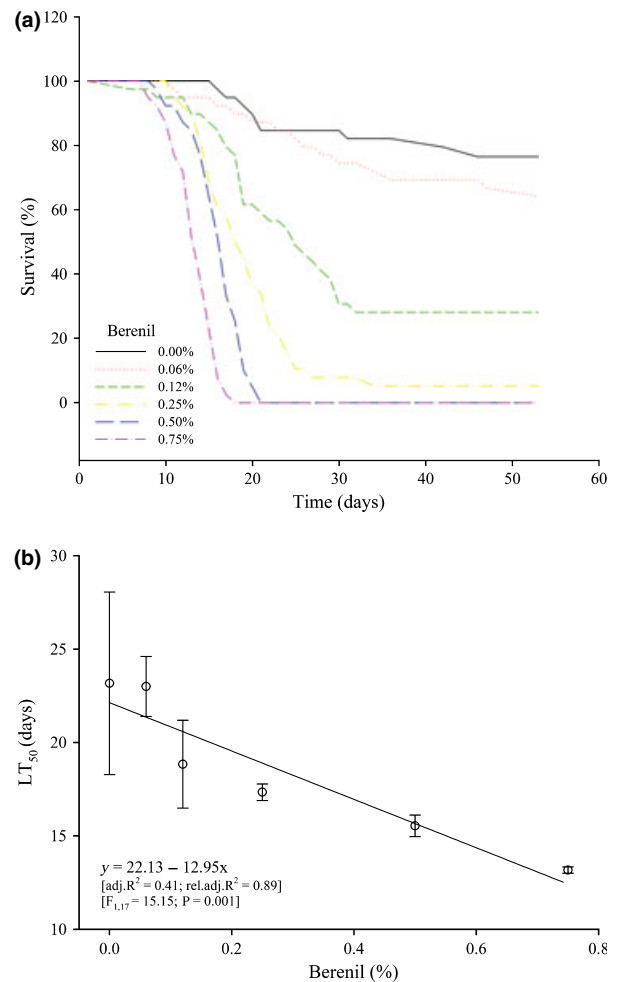 (a)
120
100
80
60
40
20
0
Survival (%)
Berenil
0.00%
0.06%
0.12%
0.25%
0.50%
0.75%
0 10 20 30 40 50 60
Time (days)
(b)
30
25
20
15
10
LT50 (days)
y = 22.13 − 12.95x
[adj.R2 = 0.41; rel.adj.R2 = 0.89]
[F1,17 = 15.15; P = 0.001]
0.0 0.2 0.4 0.6 0.8
Berenil (%)